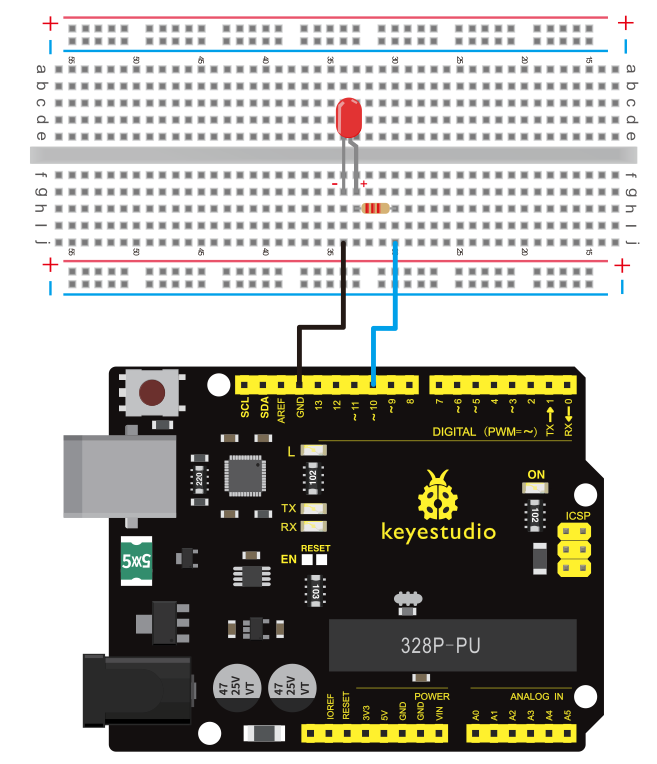 + +
- -
55 50 45 40 35 30 25 20 15
a a
b b
c c
d d
e e
f f
g g
h h
I I
j j
- +
55 50 45 40 35 30 25 20 15
+ +
- -
SCL SDA AREF GND 13 12 ~11 ~10 ~9 8 7 ~6 ~5 4 ~3 2 TX→1 RX←0
DIGITAL (PWM=~)
L
220
102
TX
RX
ON
102
ICSP
keyestudio
RESET
EN
5x5
103
328P-PU
47 25V VT
47 25V VT
POWER
ANALOG IN
IOREF RESET 3V3 5V GND GND VIN A0 A1 A2 A3 A4 A5